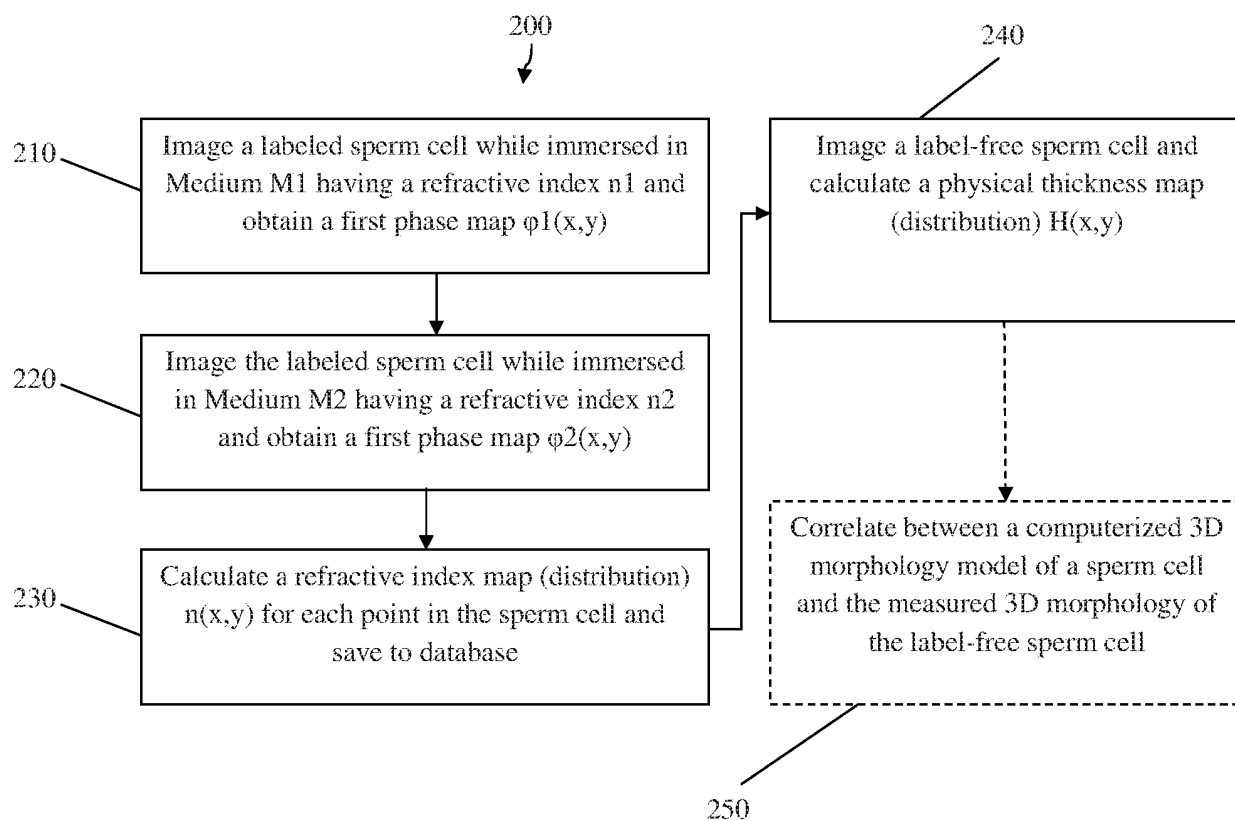 200
210
Image a labeled sperm cell while immersed in
Medium M1 having a refractive index n1 and
obtain a first phase map φ1(x,y)
220
Image the labeled sperm cell while immersed
in Medium M2 having a refractive index n2
and obtain a first phase map φ2(x,y)
230
Calculate a refractive index map (distribution)
n(x,y) for each point in the sperm cell and
save to database
240
Image a label-free sperm cell and
calculate a physical thickness map
(distribution) H(x,y)
Correlate between a computerized 3D
morphology model of a sperm cell
and the measured 3D morphology of
the label-free sperm cell
250